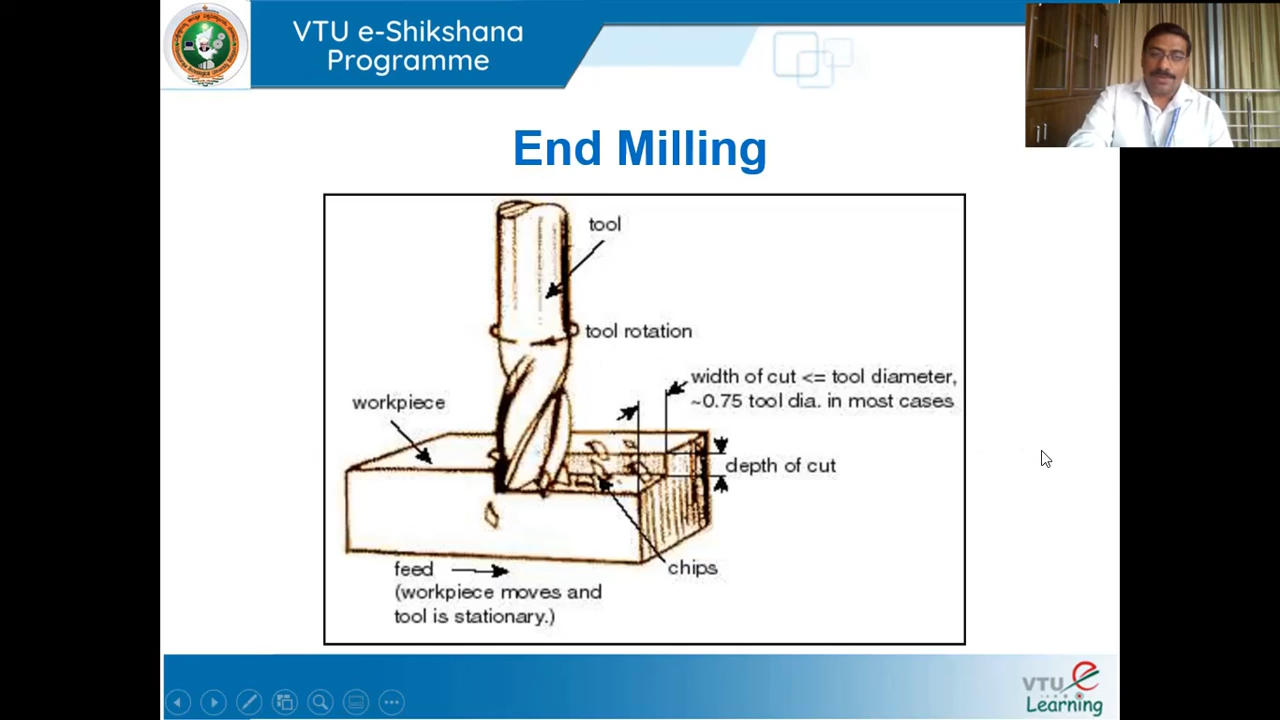 VTU e-Shikshana
Programme
End Milling
tool
tool rotation
width of cut <= tool diameter,
~0.75 tool dia. in most cases
workpiece
depth of cut
chips
feed
(workpiece moves and
tool is stationary.)
VTU e
Learning